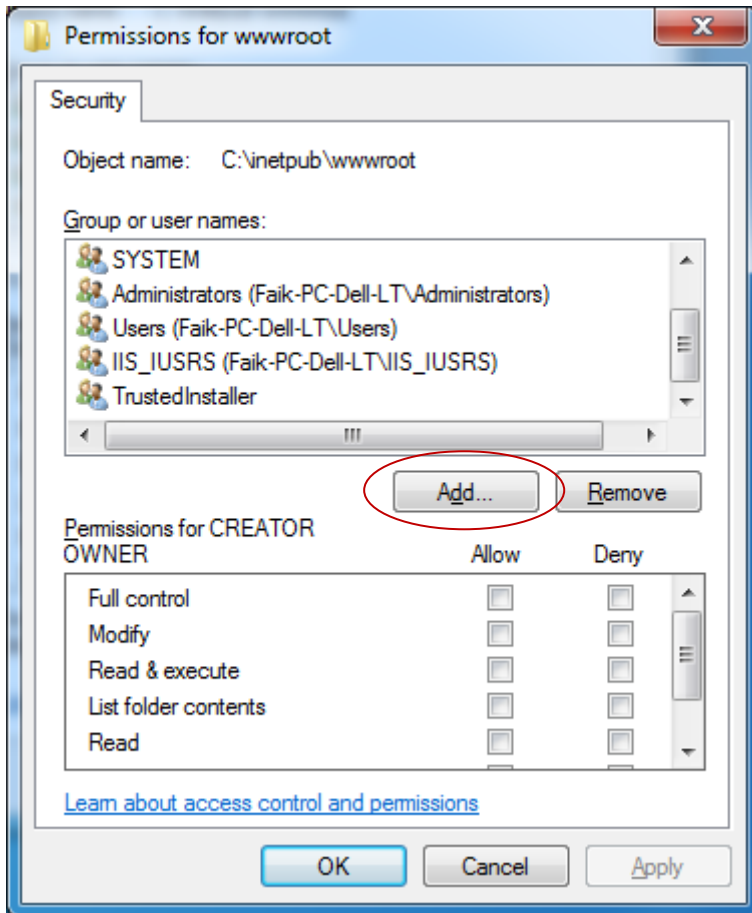 Permissions for wwwroot
Security
Object name: C:\inetpub\wwwroot
Group or user names:
SYSTEM
Administrators (Faik-PC-Dell-LT\Administrators)
Users (Faik-PC-Dell-LT\Users)
IIS_IUSRS (Faik-PC-Dell-LT\IIS_IUSRS)
TrustedInstaller
Add... Remove
Permissions for CREATOR
OWNER Allow Deny
Full control
Modify
Read & execute
List folder contents
Read
Learn about access control and permissions
OK Cancel Apply